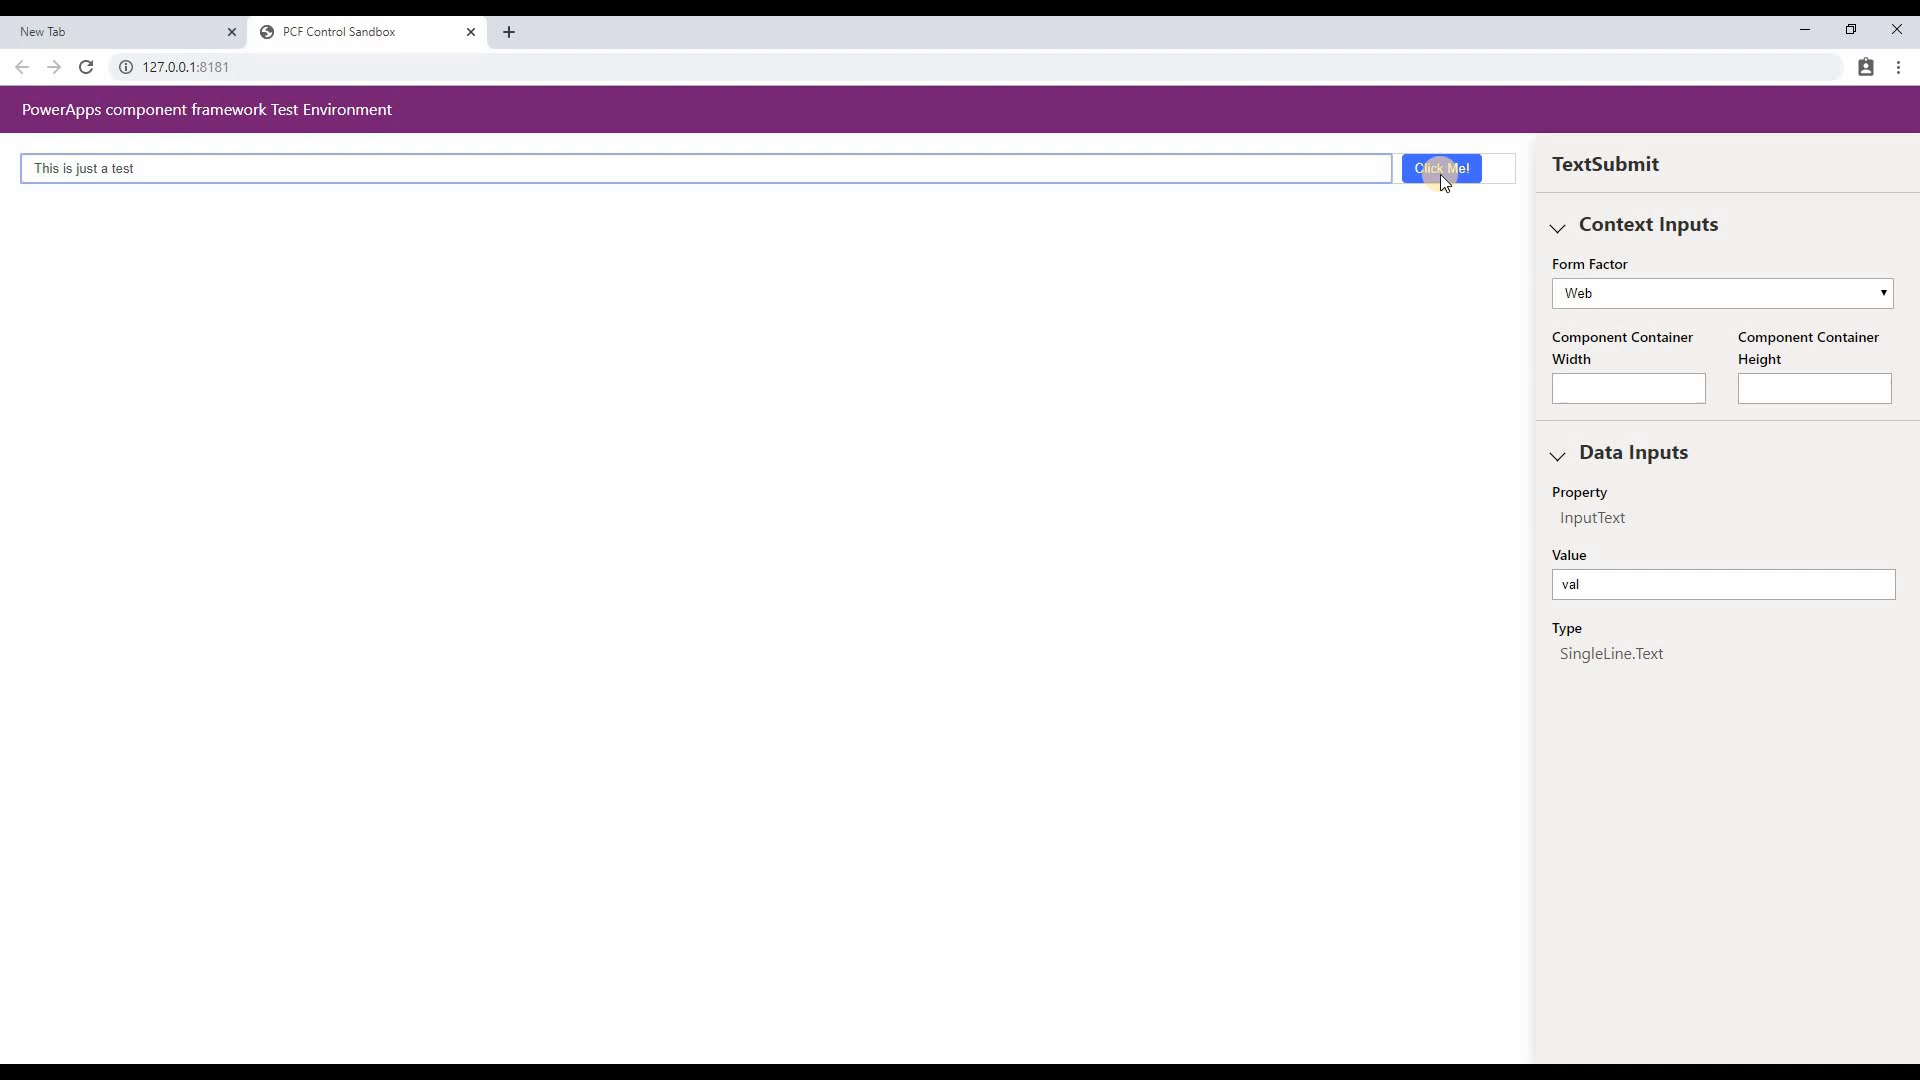 New Tab
PCF Control Sandbox
127.0.0.1:8181
PowerApps component framework Test Environment
This is just a test
Click Me!
TextSubmit
Context Inputs
Form Factor
Web
Component Container Width
Component Container Height
Data Inputs
Property
InputText
Value
val
Type
SingleLine.Text